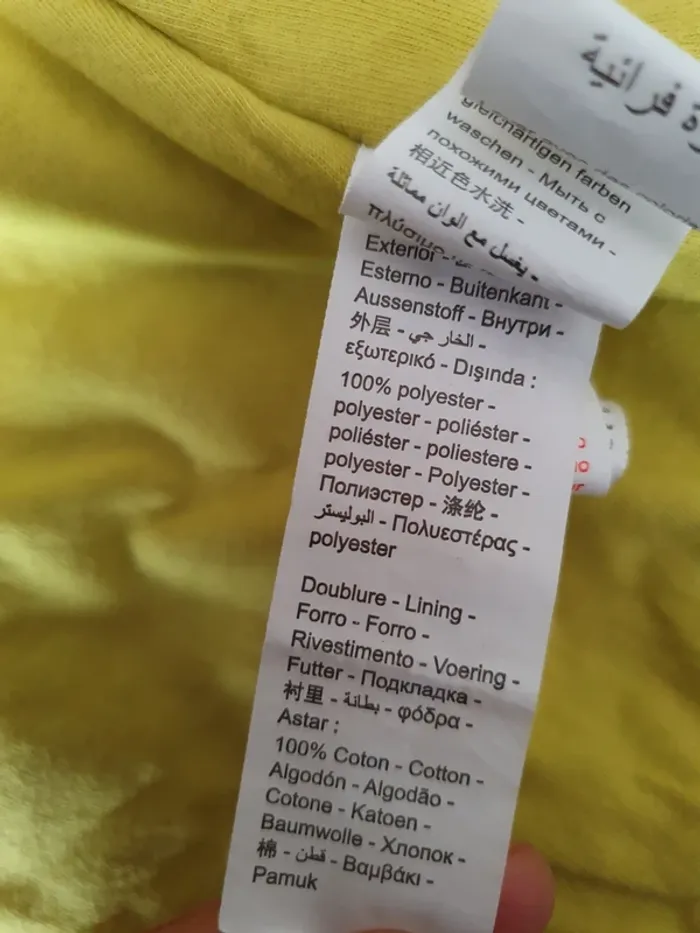 ه فرانية
gleichartigen farben
waschen - Мыть с
похожими цветами -
相近色水洗 -
يغسل مع الوان مماثلة -
Exterior -
Esterno - Buitenkant -
Aussenstoff - Внутри -
外层 - الخارجي -
εξωτερικό - Dışında :
100% polyester -
polyester - poliéster -
poliéster - poliestere -
polyester - Polyester -
Полиэстер - 涤纶 -
البوليستر - Πολυεστέρας -
polyester
Doublure - Lining -
Forro - Forro -
Rivestimento - Voering -
Futter - Подкладка -
衬里 - بطانة - φόδρα -
Astar :
100% Coton - Cotton -
Algodón - Algodão -
Cotone - Katoen -
Baumwolle - Хлопок -
棉 - قطن - Βαμβάκι -
Pamuk